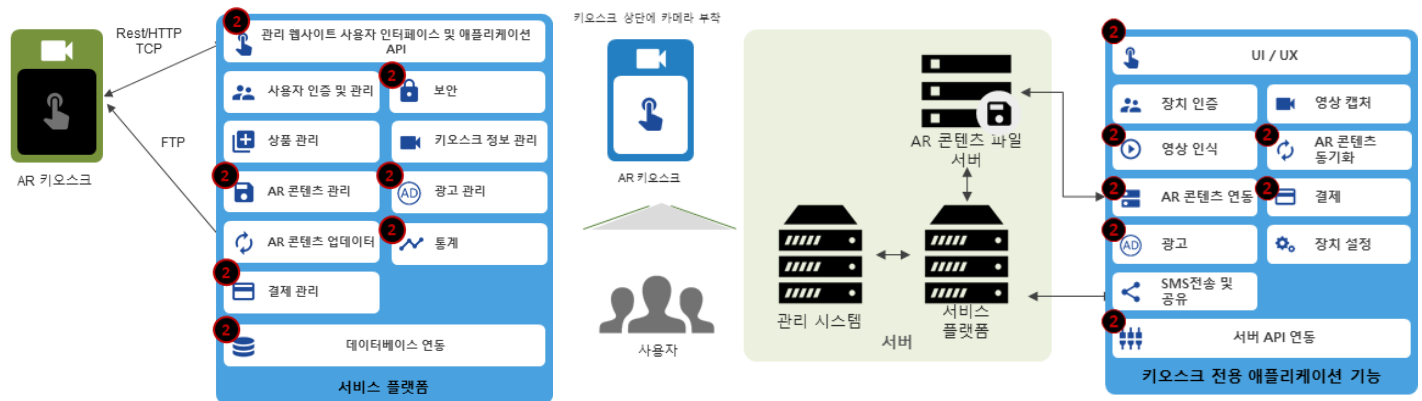 Rest/HTTP
TCP
FTP
AR 키오스크
2
관리 웹사이트 사용자 인터페이스 및 애플리케이션
API
사용자 인증 및 관리
2
보안
상품 관리
키오스크 정보 관리
2
AR 콘텐츠 관리
2
AD
광고 관리
AR 콘텐츠 업데이터
2
통계
2
결제 관리
2
데이터베이스 연동
서비스 플랫폼
키오스크 상단에 카메라 부착
AR키오스크
사용자
AR 콘텐츠 파일
서버
관리 시스템
서비스
플랫폼
서버
2
UI / UX
장치 인증
영상 캡처
2
영상 인식
2
AR 콘텐츠
동기화
2
AR 콘텐츠 연동
2
결제
2
AD
광고
장치 설정
SMS전송 및
공유
2
서버 API 연동
키오스크 전용 애플리케이션 기능